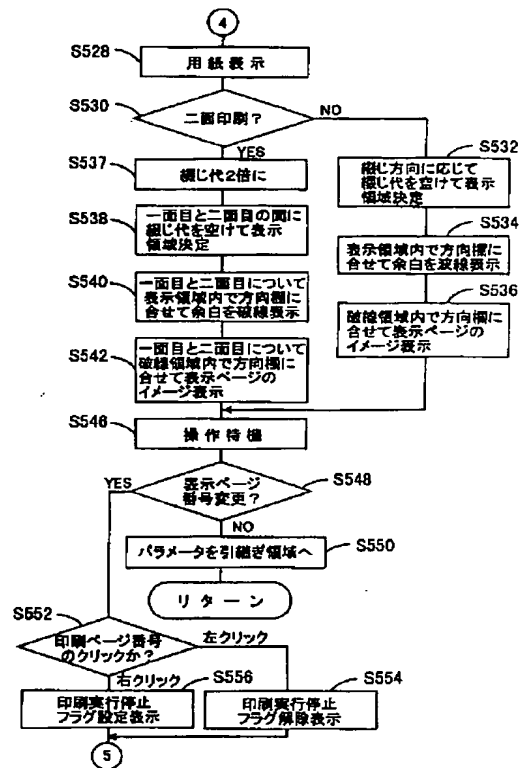 4
S528
用紙表示
S530
二面印刷?
NO
YES
S537
綴じ代2倍に
S532
綴じ方向に応じて
綴じ代を空けて表示
領域決定
S538
一面目と二面目の面に
綴じ代を空けて表示
領域決定
S534
表示領域内で方向欄に
合せて余白を破線表示
S540
一面目と二面目について
表示領域内で方向欄に
合せて余白を破線表示
S536
破線領域内で方向欄に
合せて表示ページの
イメージ表示
S542
一面目と二面目について
破線領域内で方向欄に
合せて表示ページの
イメージ表示
S546
操作待機
S548
表示ページ
番号変更?
YES
NO
S550
パラメータを引継ぎ領域へ
リターン
S552
印刷ページ番号
のクリックか?
左クリック
右クリック
S556
印刷実行停止
フラグ設定表示
S554
印刷実行停止
フラグ解除表示
5